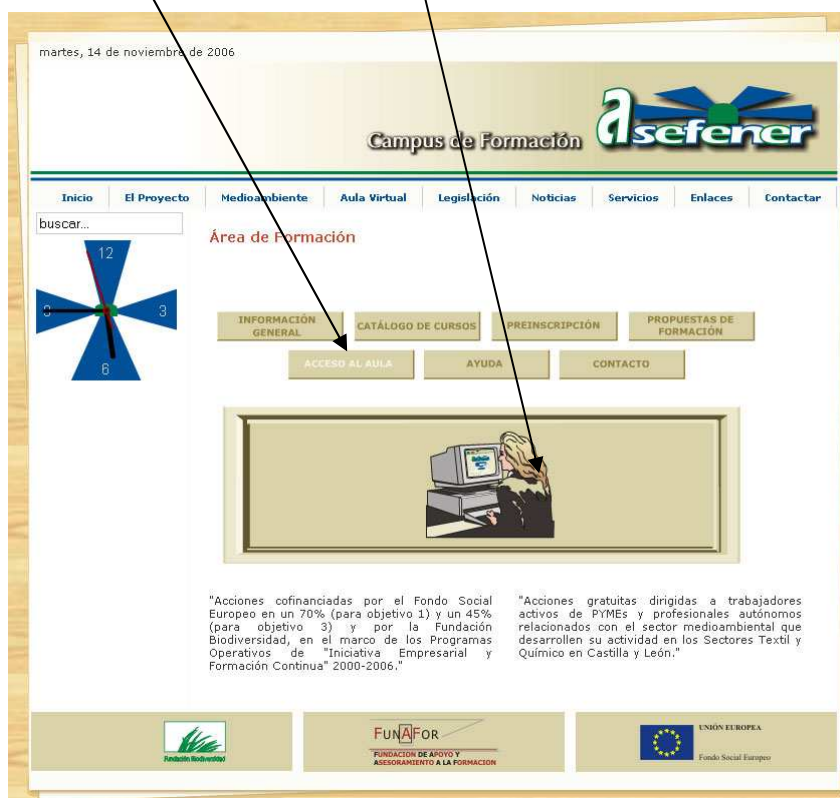 martes, 14 de noviembre de 2006
Campus de Formación asefener
Inicio El Proyecto Medioambiente Aula Virtual Legislación Noticias Servicios Enlaces Contactar
buscar...
Área de Formación
12
9 3
6
INFORMACIÓN GENERAL
CATÁLOGO DE CURSOS
PREINSCRIPCIÓN
PROPUESTAS DE FORMACIÓN
ACCESO AL AULA
AYUDA
CONTACTO
"Acciones cofinanciadas por el Fondo Social
Europeo en un 70% (para objetivo 1) y un 45%
(para objetivo 3) y por la Fundación
Biodiversidad, en el marco de los Programas
Operativos de "Iniciativa Empresarial y
Formación Continua" 2000-2006."
"Acciones gratuitas dirigidas a trabajadores
activos de PYMEs y profesionales autónomos
relacionados con el sector medioambiental que
desarrollen su actividad en los Sectores Textil y
Químico en Castilla y León."
Fundación Biodiversidad
FUNAFOR
FUNDACION DE APOYO Y
ASESORAMIENTO A LA FORMACION
UNIÓN EUROPEA
Fondo Social Europeo